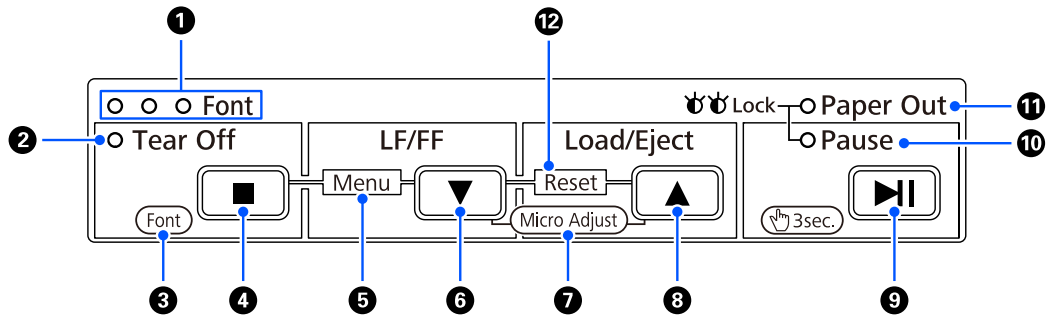 1 12
Font Lock Paper Out 11
2 Tear Off LF/FF Load/Eject Pause 10
Menu Reset
Font Micro Adjust 3sec.
3 4 5 6 7 8 9